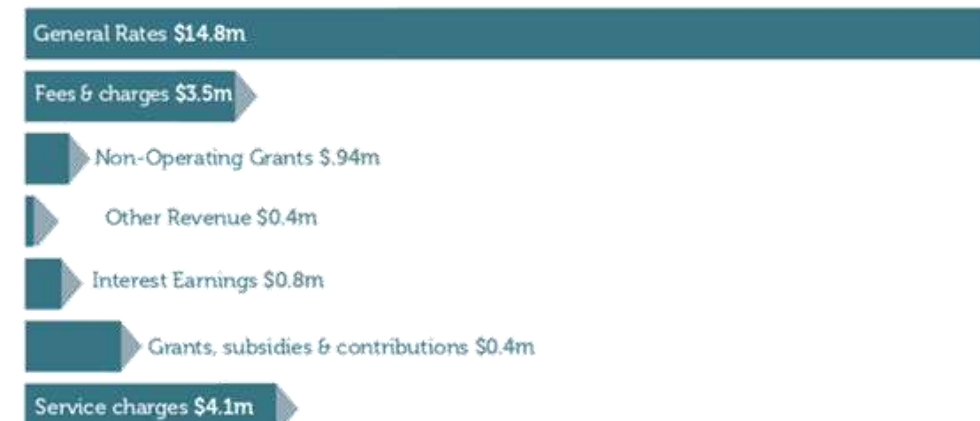 General Rates $14.8m
Fees & charges $3.5m
Non-Operating Grants $.94m
Other Revenue $0.4m
Interest Earnings $0.8m
Grants, subsidies & contributions $0.4m
Service charges $4.1m